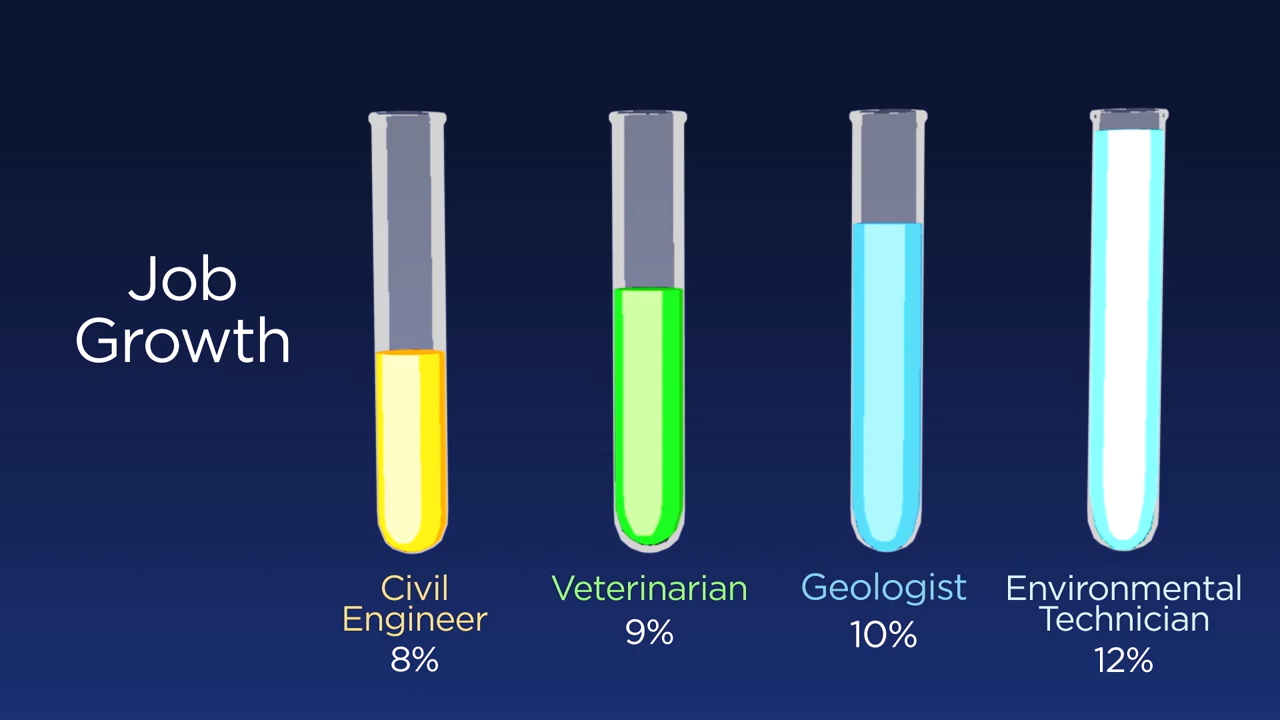 Job
Growth
Civil
Engineer
8%
Veterinarian
9%
Geologist
10%
Environmental
Technician
12%